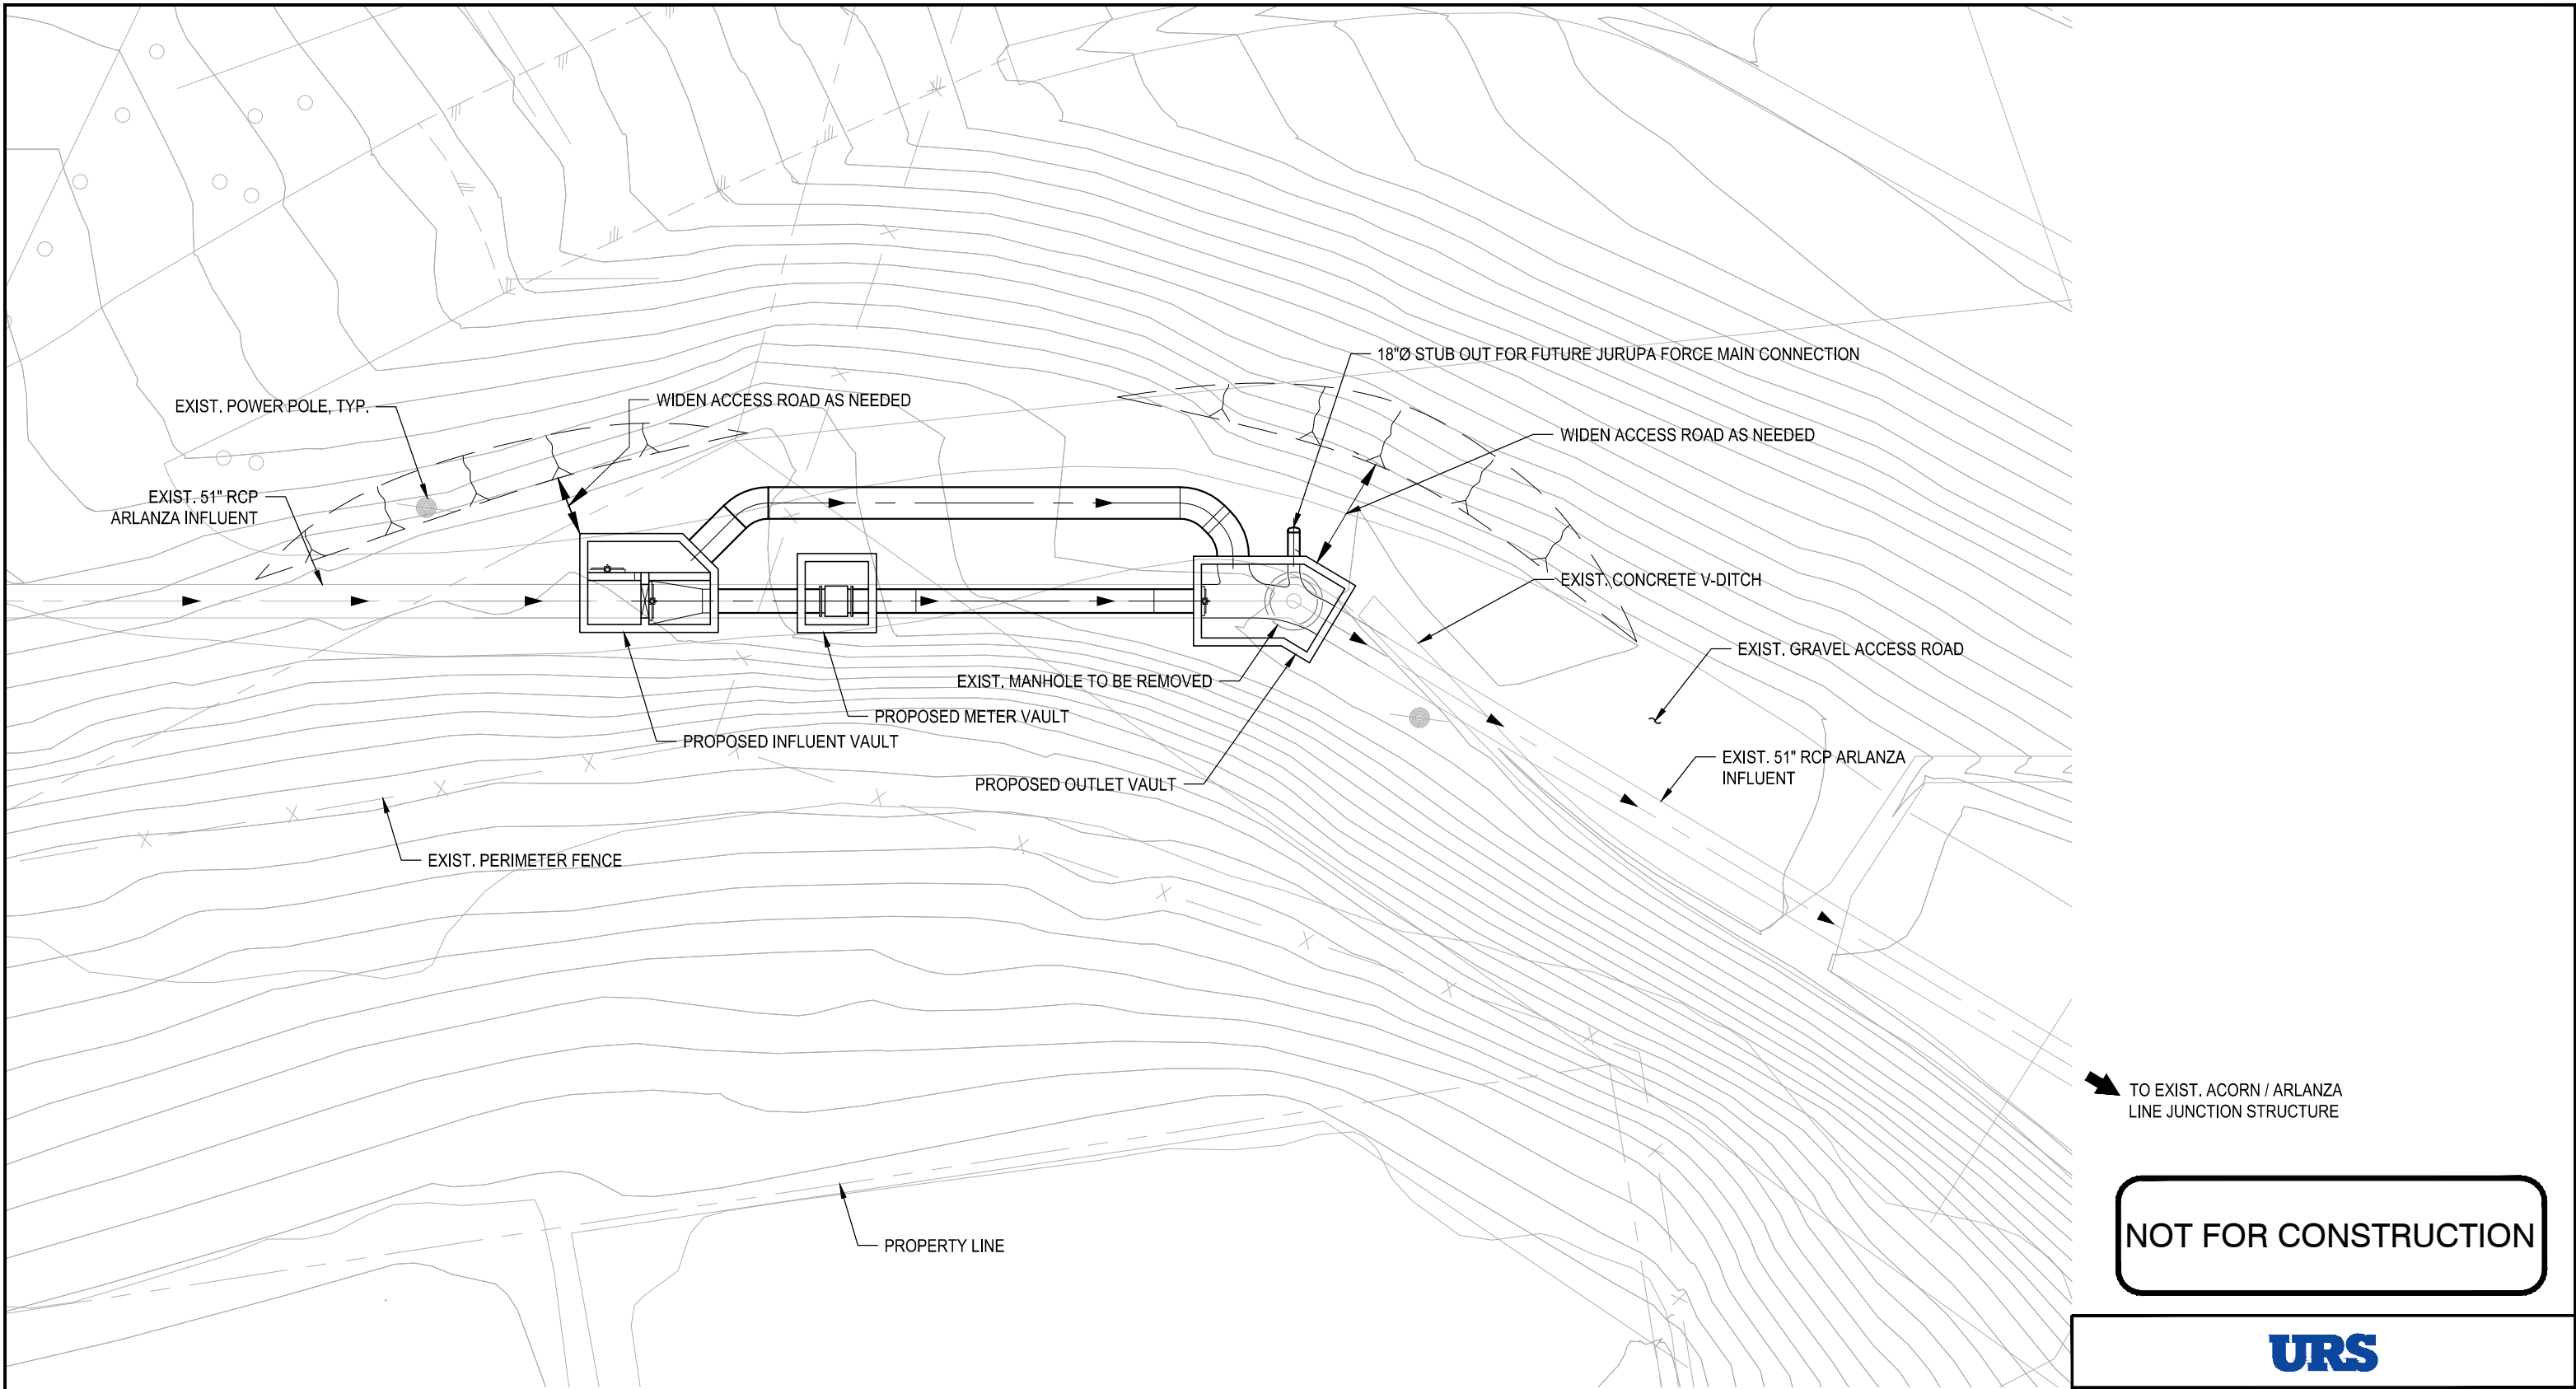 18"Ø STUB OUT FOR FUTURE JURUPA FORCE MAIN CONNECTION
EXIST. POWER POLE, TYP.
WIDEN ACCESS ROAD AS NEEDED
WIDEN ACCESS ROAD AS NEEDED
EXIST. 51" RCP
ARLANZA INFLUENT
EXIST. CONCRETE V-DITCH
EXIST. GRAVEL ACCESS ROAD
EXIST. MANHOLE TO BE REMOVED
PROPOSED METER VAULT
PROPOSED INFLUENT VAULT
EXIST. 51" RCP ARLANZA
INFLUENT
PROPOSED OUTLET VAULT
EXIST. PERIMETER FENCE
TO EXIST. ACORN / ARLANZA
LINE JUNCTION STRUCTURE
PROPERTY LINE
NOT FOR CONSTRUCTION
URS